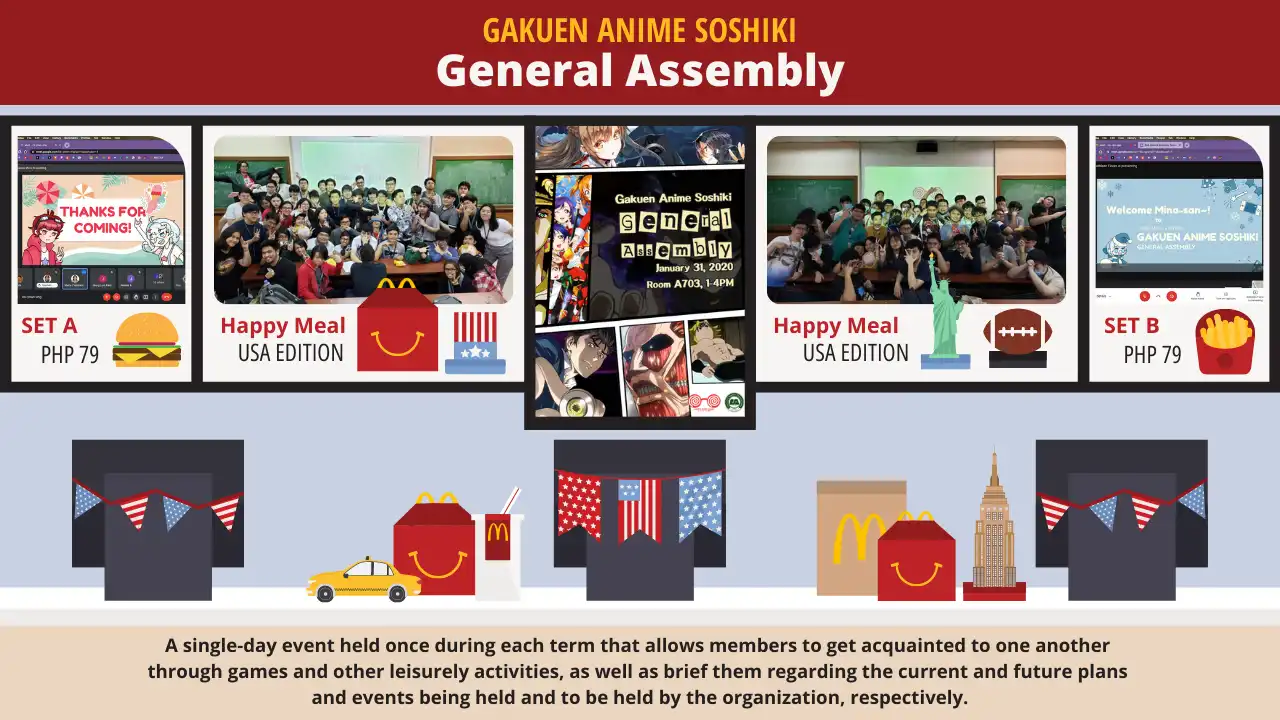 GAKUEN ANIME SOSHIKI
General Assembly
THANKS FOR
COMING!
SET A
PHP 79
Happy Meal
USA EDITION
Gakuen Anime Soshiki
general
Assembly
January 31, 2020
Room A703, 1-4PM
Happy Meal
USA EDITION
Welcome Mina-san~!
to
GAKUEN ANIME SOSHIKI
GENERAL ASSEMBLY
SET B
PHP 79
A single-day event held once during each term that allows members to get acquainted to one another
through games and other leisurely activities, as well as brief them regarding the current and future plans
and events being held and to be held by the organization, respectively.